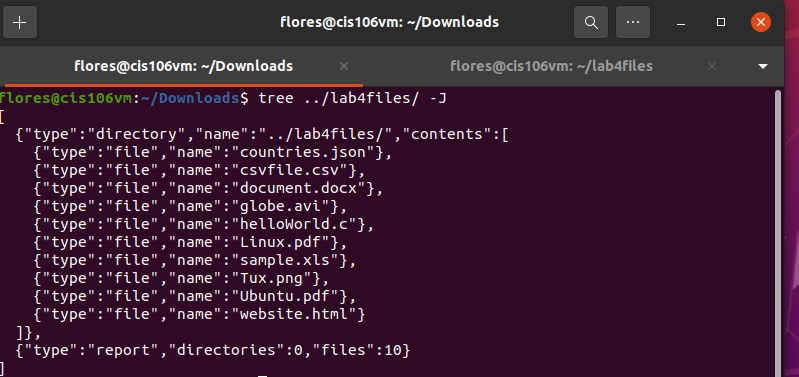 flores@cis106vm: ~/Downloads
flores@cis106vm: ~/Downloads
flores@cis106vm: ~/lab4files
flores@cis106vm:~/Downloads$ tree ../lab4files/ -J
[
  {"type":"directory","name":"../lab4files/","contents":[
    {"type":"file","name":"countries.json"},
    {"type":"file","name":"csvfile.csv"},
    {"type":"file","name":"document.docx"},
    {"type":"file","name":"globe.avi"},
    {"type":"file","name":"helloWorld.c"},
    {"type":"file","name":"Linux.pdf"},
    {"type":"file","name":"sample.xls"},
    {"type":"file","name":"Tux.png"},
    {"type":"file","name":"Ubuntu.pdf"},
    {"type":"file","name":"website.html"}
  ]},
  {"type":"report","directories":0,"files":10}
]